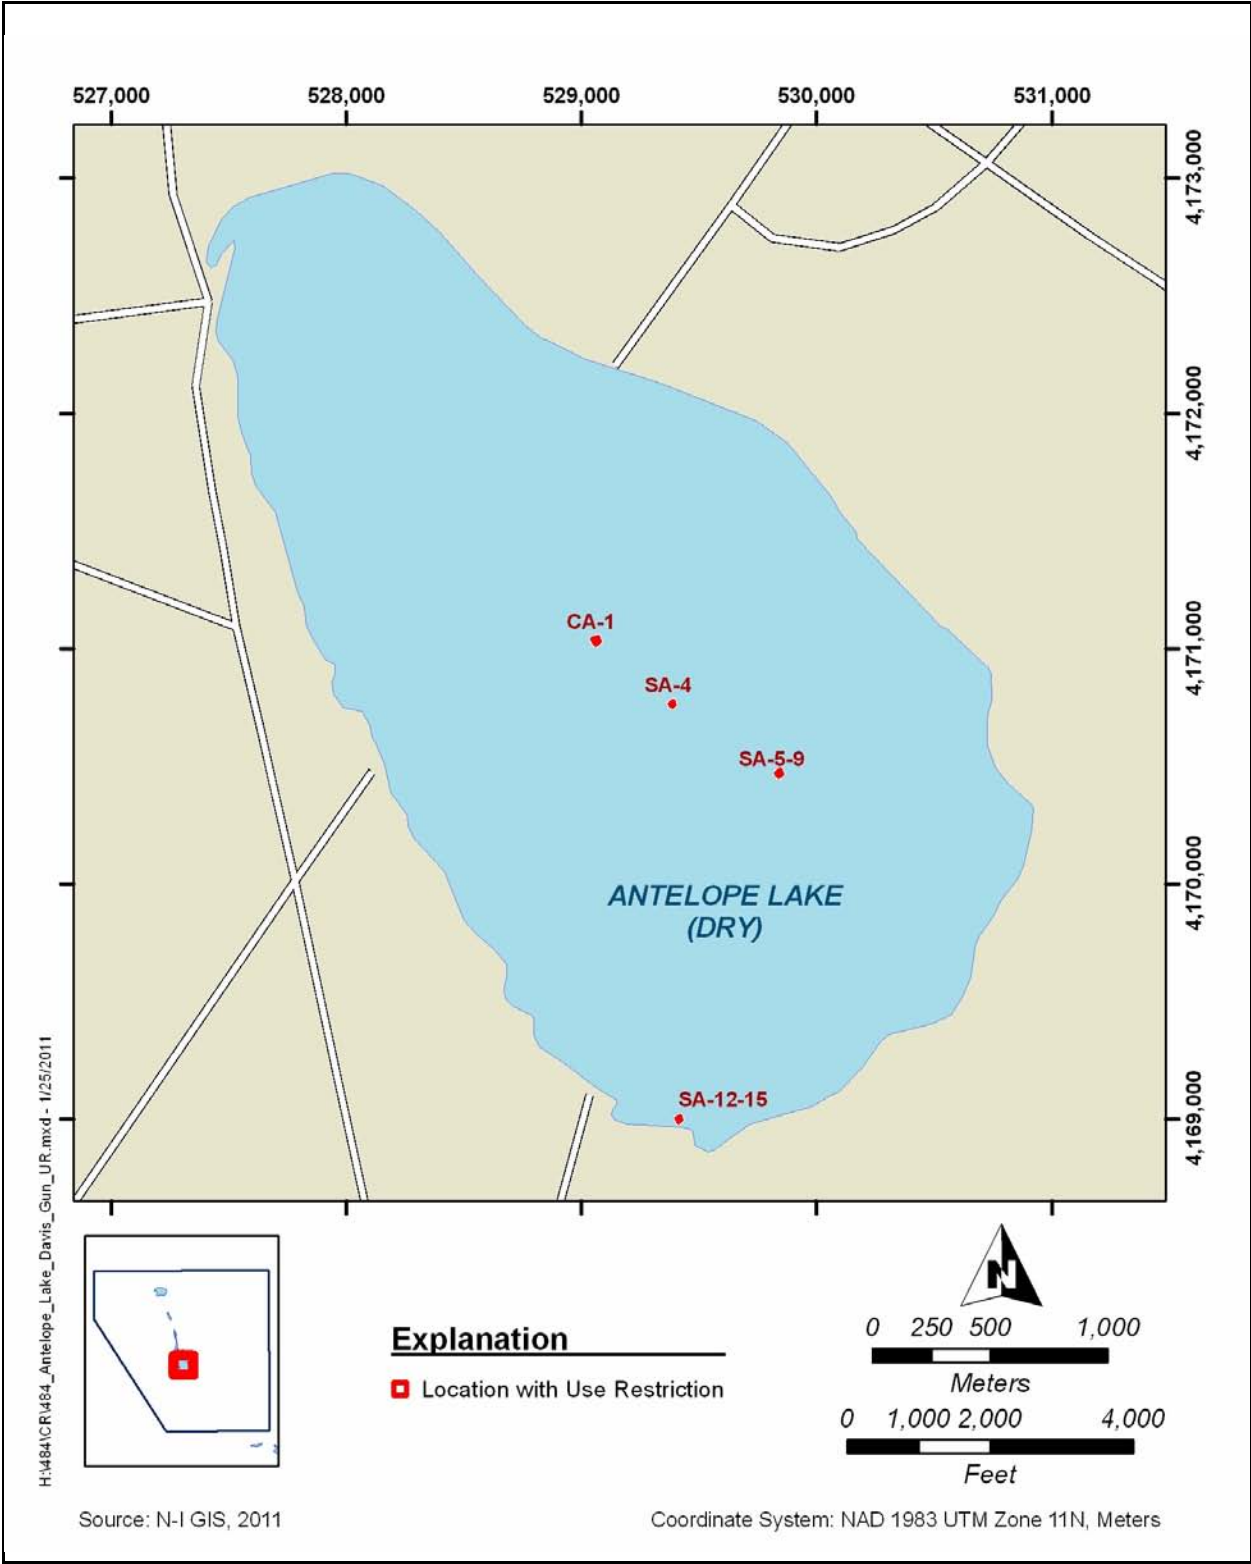 527,000 528,000 529,000 530,000 531,000
4,173,000
4,172,000
CA-1
4,171,000
SA-4
SA-5-9
4,170,000
ANTELOPE LAKE
(DRY)
SA-12-15
4,169,000
H:\484\CR\484_Antelope_Lake_Davis_Gun_UR.mxd - 1/25/2011
N
Explanation
Location with Use Restriction
0 250 500 1,000
Meters
0 1,000 2,000 4,000
Feet
Source: N-I GIS, 2011
Coordinate System: NAD 1983 UTM Zone 11N, Meters